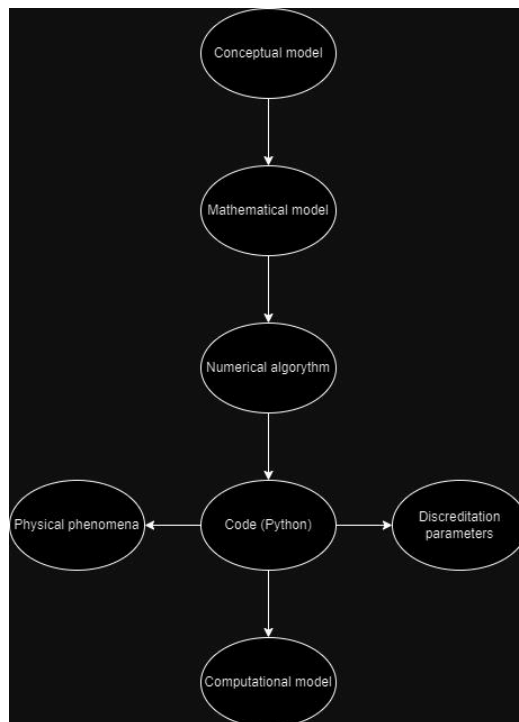 Conceptual model
Mathematical model
Numerical algorythm
Physical phenomena
Code (Python)
Discreditation
parameters
Computational model